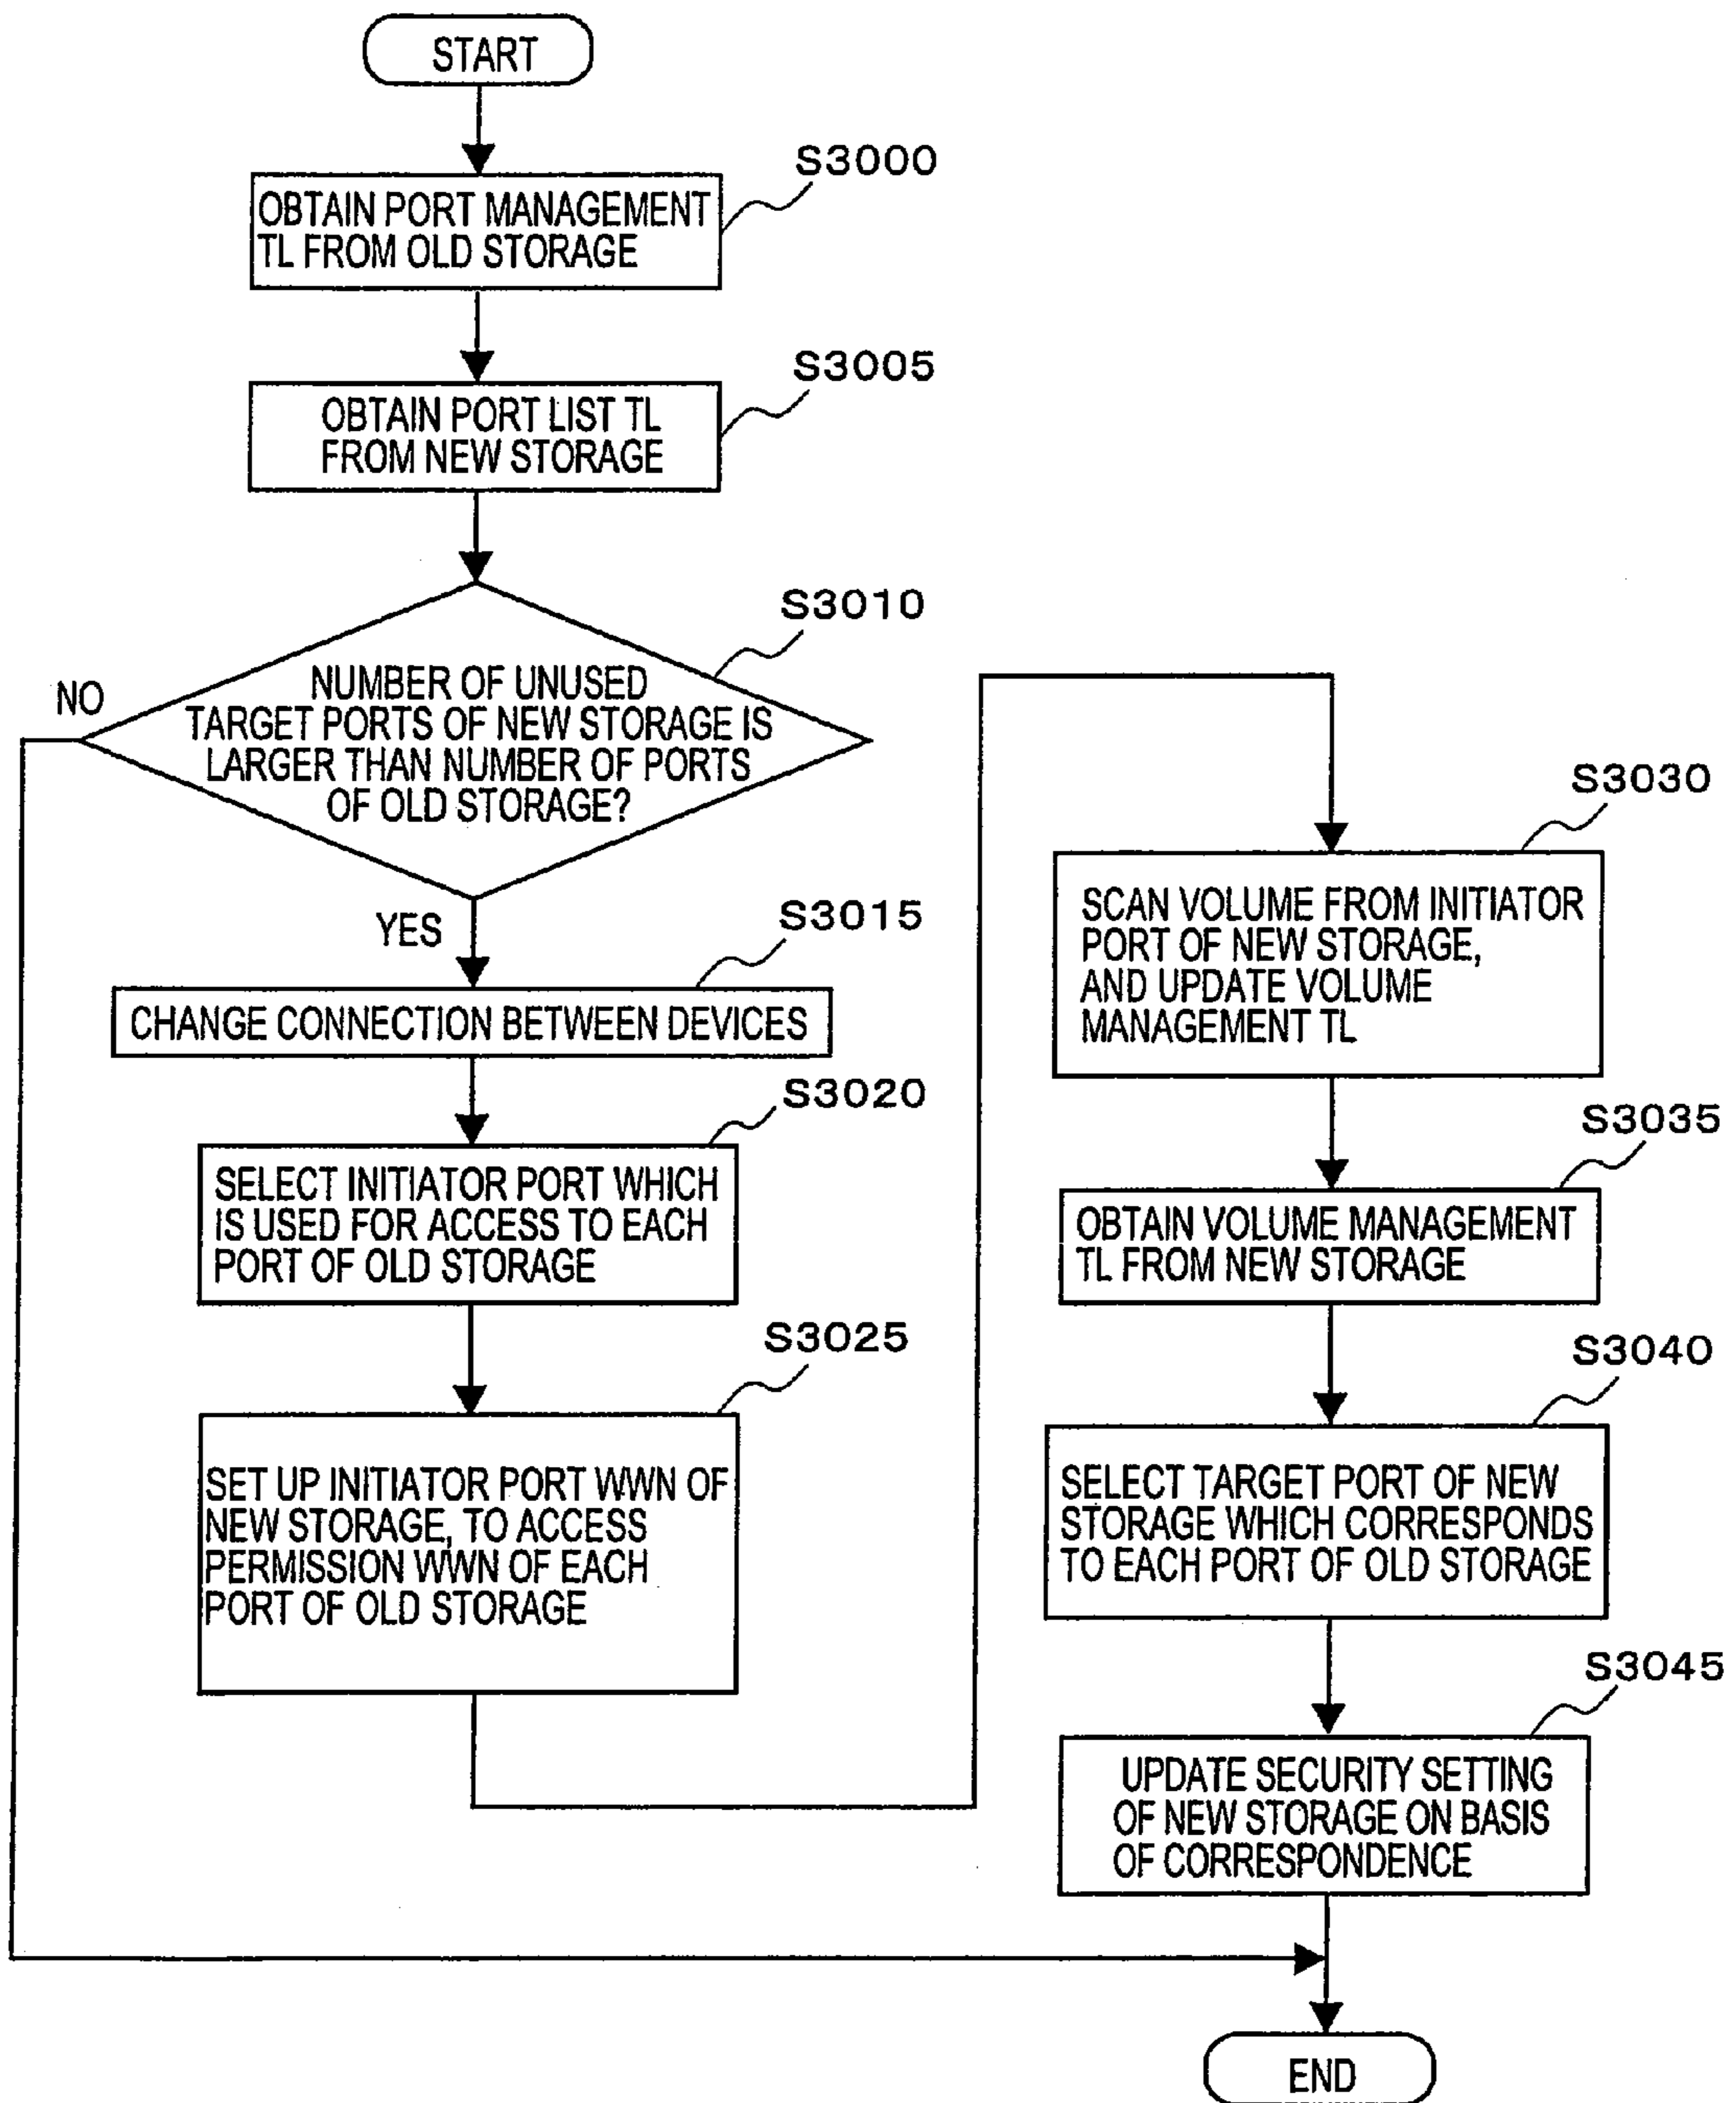 START
S3000
OBTAIN PORT MANAGEMENT
TL FROM OLD STORAGE
S3005
OBTAIN PORT LIST TL
FROM NEW STORAGE
S3010
NUMBER OF UNUSED
TARGET PORTS OF NEW STORAGE IS
LARGER THAN NUMBER OF PORTS
OF OLD STORAGE?
NO
YES
S3015
CHANGE CONNECTION BETWEEN DEVICES
S3020
SELECT INITIATOR PORT WHICH
IS USED FOR ACCESS TO EACH
PORT OF OLD STORAGE
S3025
SET UP INITIATOR PORT WWN OF
NEW STORAGE, TO ACCESS
PERMISSION WWN OF EACH
PORT OF OLD STORAGE
S3030
SCAN VOLUME FROM INITIATOR
PORT OF NEW STORAGE,
AND UPDATE VOLUME
MANAGEMENT TL
S3035
OBTAIN VOLUME MANAGEMENT
TL FROM NEW STORAGE
S3040
SELECT TARGET PORT OF NEW
STORAGE WHICH CORRESPONDS
TO EACH PORT OF OLD STORAGE
S3045
UPDATE SECURITY SETTING
OF NEW STORAGE ON BASIS
OF CORRESPONDENCE
END